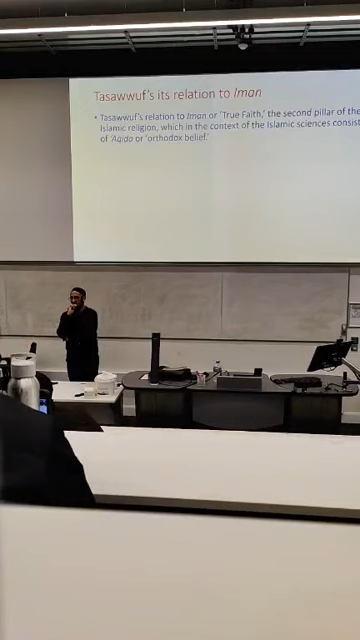 Tasawwuf's its relation to Iman
• Tasawwuf's relation to Iman or 'True Faith,' the second pillar of the
Islamic religion, which in the context of the Islamic sciences consist
of 'Aqida or 'orthodox belief.'